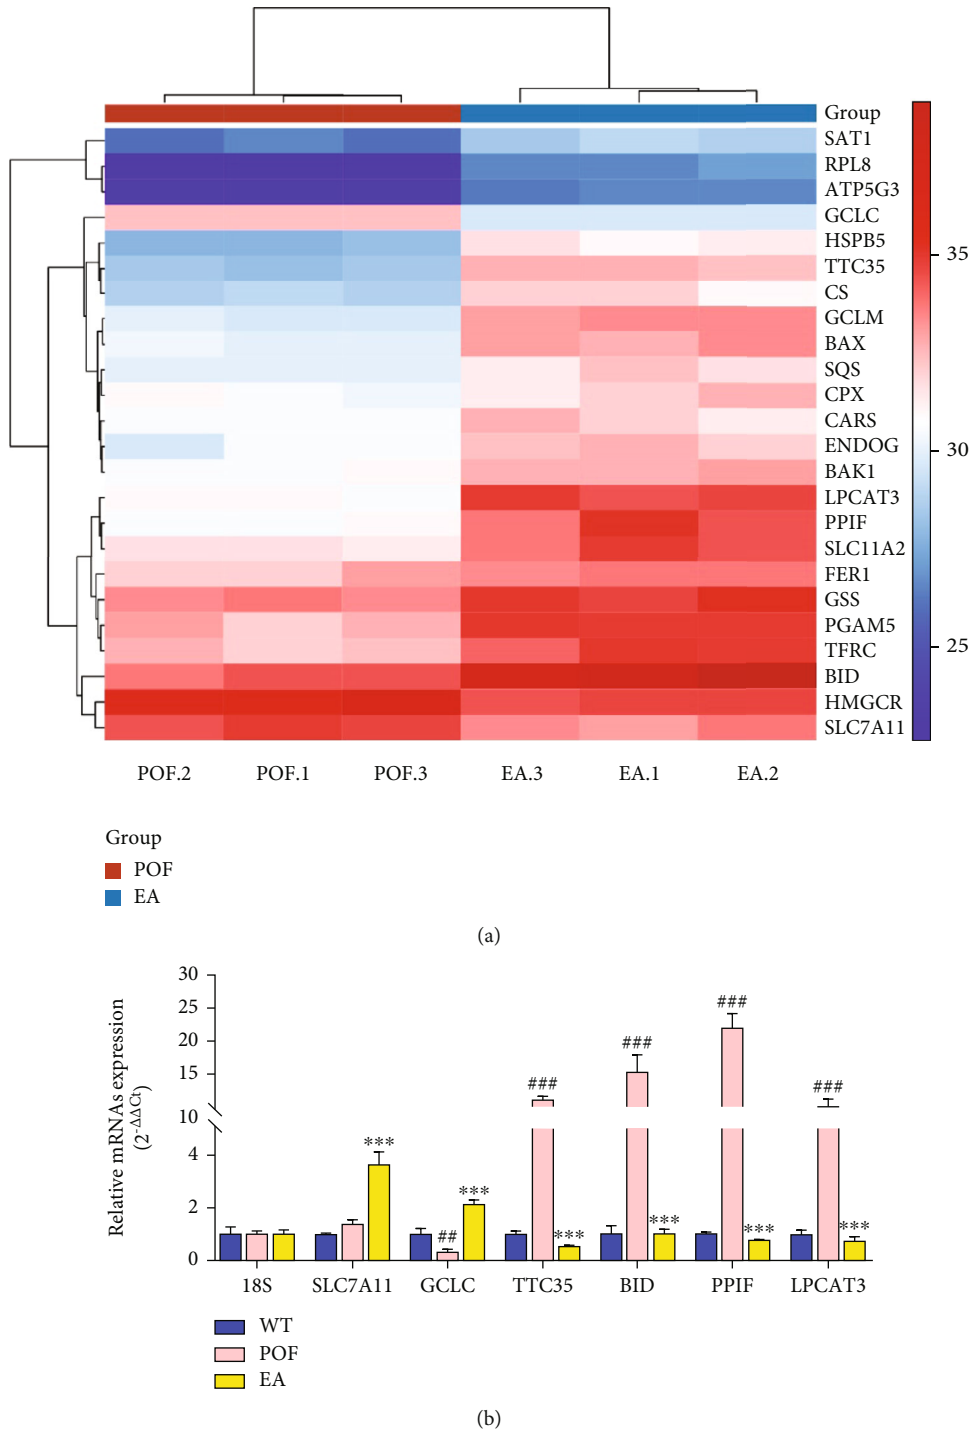 Group
SAT1
RPL8
ATP5G3
GCLC
HSPB5
TTC35
CS
GCLM
BAX
SQS
CPX
CARS
ENDOG
BAK1
LPCAT3
PPIF
SLC11A2
FER1
GSS
PGAM5
TFRC
BID
HMGCR
SLC7A11
35
30
25
POF.2 POF.1 POF.3 EA.3 EA.1 EA.2
Group
POF
EA
(a)
Relative mRNAs expression
(2-ΔΔCt)
30
25
20
15
10
4
2
0
***
##
***
###
***
###
***
###
***
###
***
18S SLC7A11 GCLC TTC35 BID PPIF LPCAT3
WT
POF
EA
(b)